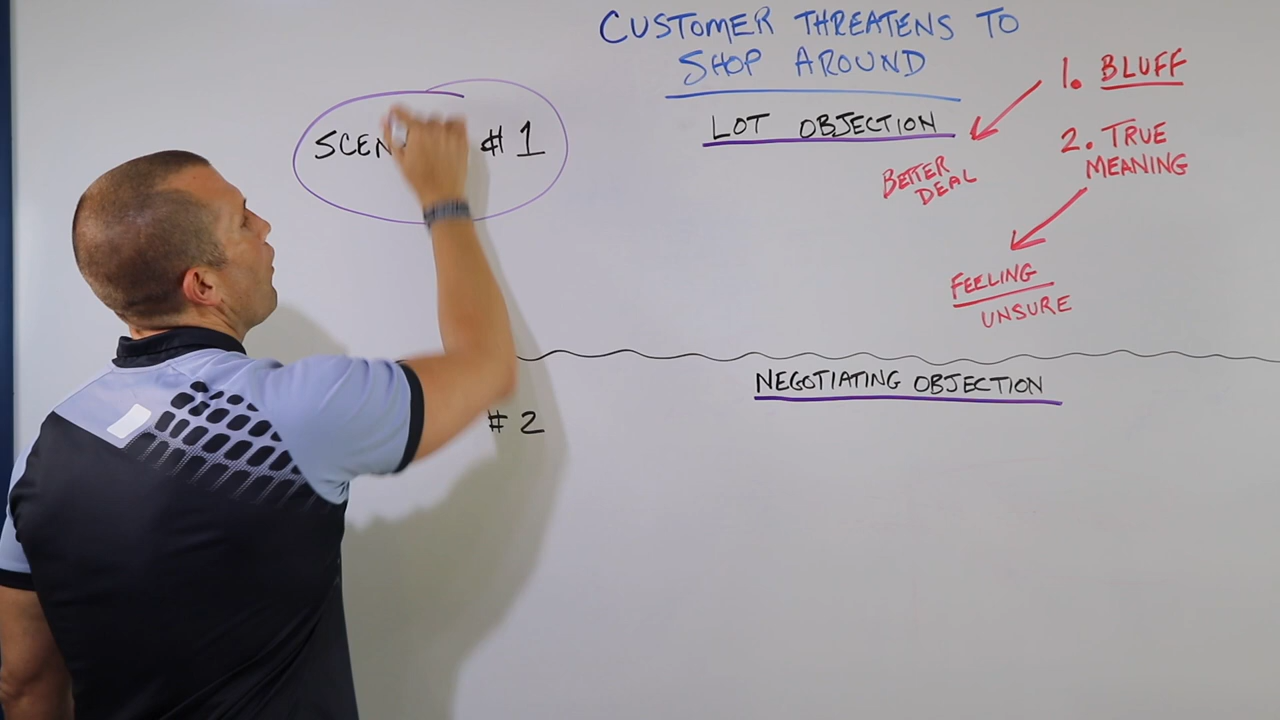 CUSTOMER THREATENS TO
SHOP AROUND
LOT OBJECTION
# 1
1. BLUFF
BETTER
DEAL
2. TRUE
MEANING
FEELING
UNSURE
NEGOTIATING OBJECTION
# 2